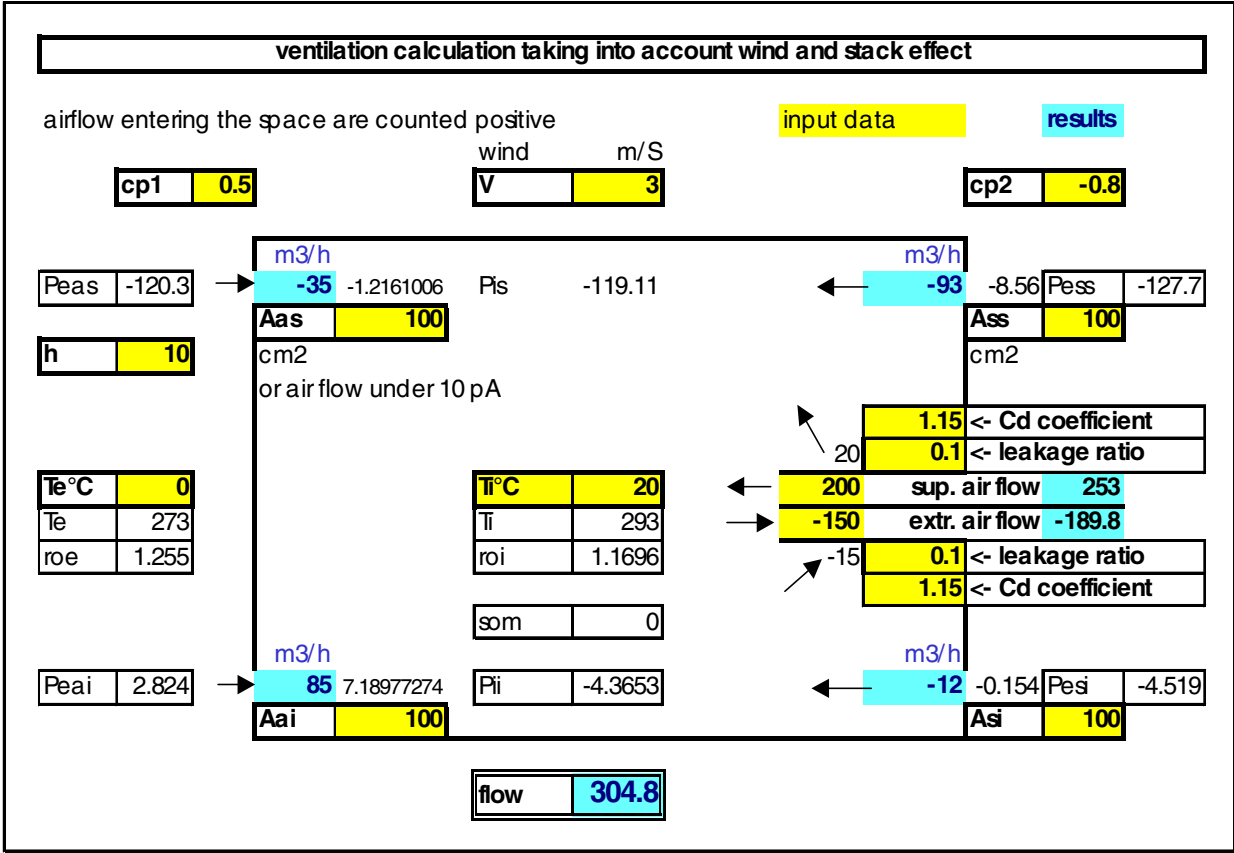 ventilation calculation taking into account wind and stack effect
airflow entering the space are counted positive input data results
wind m/S
cp1 0.5 V 3 cp2 -0.8
m3/h m3/h
Peas -120.3 -35 -1.2161006 Pis -119.11 -93 -8.56 Pess -127.7
Aas 100 Ass 100
h 10 cm2 cm2
or air flow under 10 pA
1.15 <- Cd coefficient
20 0.1 <- leakage ratio
Te°C 0 Ti°C 20 200 sup. air flow 253
Te 273 Ti 293 -150 extr. air flow -189.8
roe 1.255 roi 1.1696 -15 0.1 <- leakage ratio
1.15 <- Cd coefficient
som 0
m3/h m3/h
Peai 2.824 85 7.18977274 Pii -4.3653 -12 -0.154 Pesi -4.519
Aai 100 Asi 100
flow 304.8